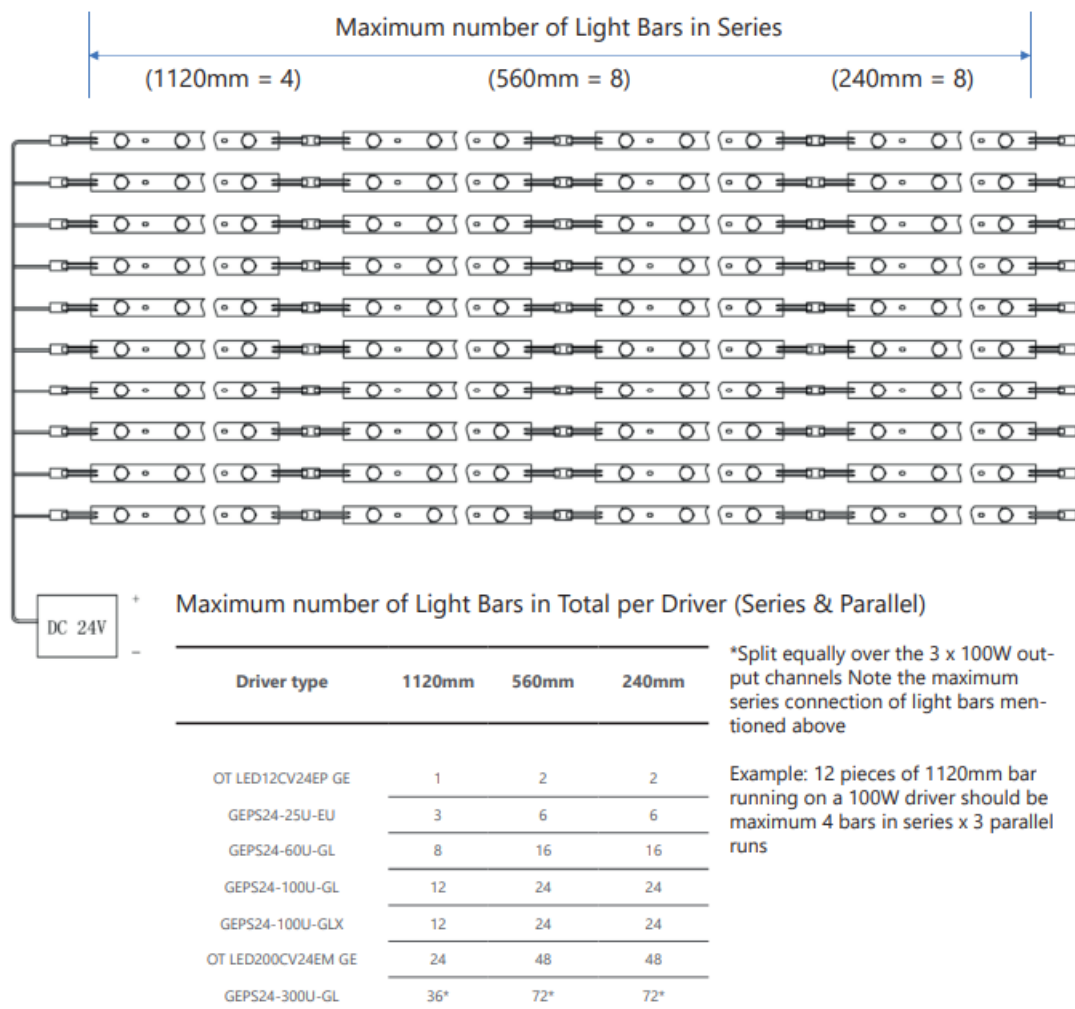 Maximum number of Light Bars in Series
(1120mm = 4) (560mm = 8) (240mm = 8)
DC 24V
+
−
Maximum number of Light Bars in Total per Driver (Series & Parallel)
Driver type 1120mm 560mm 240mm
OT LED12CV24EP GE 1 2 2
GEPS24-25U-EU 3 6 6
GEPS24-60U-GL 8 16 16
GEPS24-100U-GL 12 24 24
GEPS24-100U-GLX 12 24 24
OT LED200CV24EM GE 24 48 48
GEPS24-300U-GL 36* 72* 72*
*Split equally over the 3 x 100W out-
put channels Note the maximum
series connection of light bars men-
tioned above
Example: 12 pieces of 1120mm bar
running on a 100W driver should be
maximum 4 bars in series x 3 parallel
runs